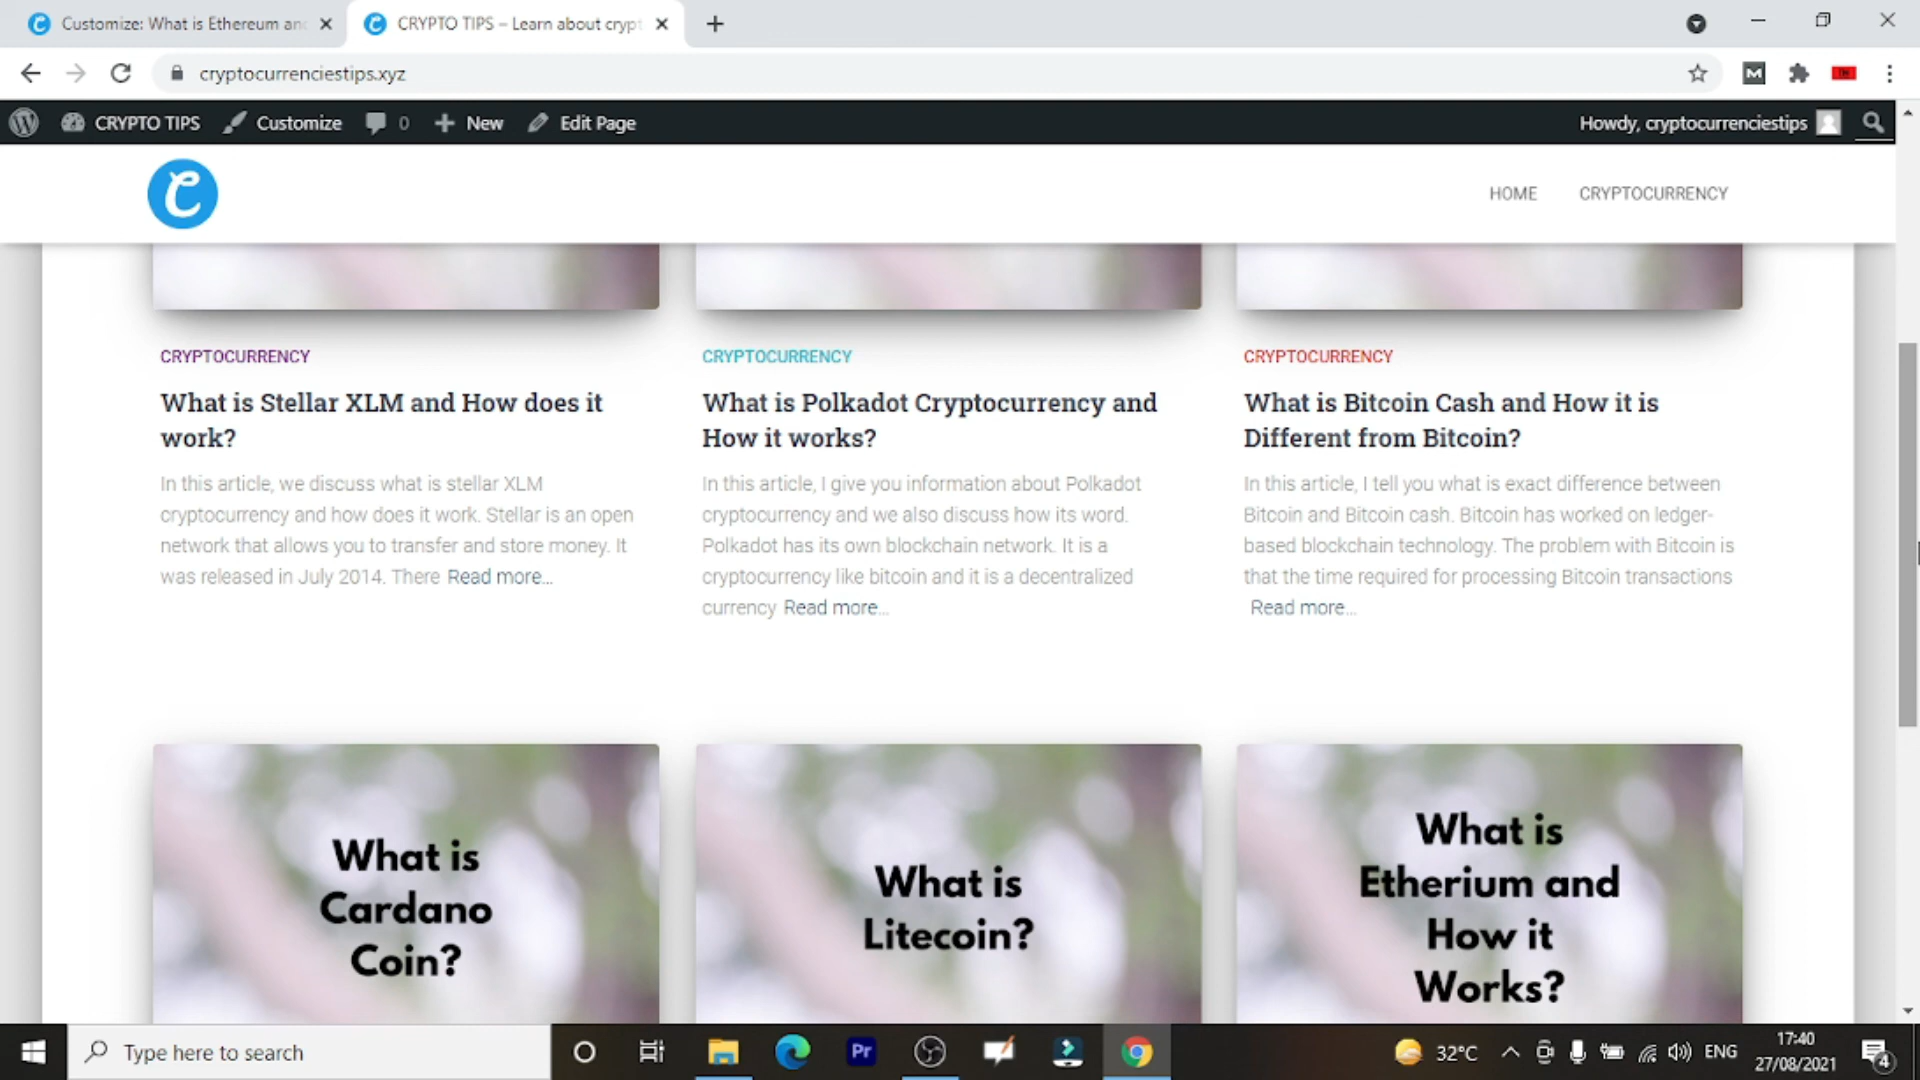 Customize: What is Ethereum an
CRYPTO TIPS – Learn about crypt
cryptocurrenciestips.xyz
CRYPTO TIPS
Customize
0
New
Edit Page
Howdy, cryptocurrenciestips
C
HOME
CRYPTOCURRENCY
CRYPTOCURRENCY
What is Stellar XLM and How does it
work?
In this article, we discuss what is stellar XLM
cryptocurrency and how does it work. Stellar is an open
network that allows you to transfer and store money. It
was released in July 2014. There Read more…
CRYPTOCURRENCY
What is Polkadot Cryptocurrency and
How it works?
In this article, I give you information about Polkadot
cryptocurrency and we also discuss how its word.
Polkadot has its own blockchain network. It is a
cryptocurrency like bitcoin and it is a decentralized
currency Read more…
CRYPTOCURRENCY
What is Bitcoin Cash and How it is
Different from Bitcoin?
In this article, I tell you what is exact difference between
Bitcoin and Bitcoin cash. Bitcoin has worked on ledger-
based blockchain technology. The problem with Bitcoin is
that the time required for processing Bitcoin transactions
Read more…
What is
Cardano
Coin?
What is
Litecoin?
What is
Etherium and
How it
Works?
Type here to search
Pr
32°C
ENG
17:40
27/08/2021
4